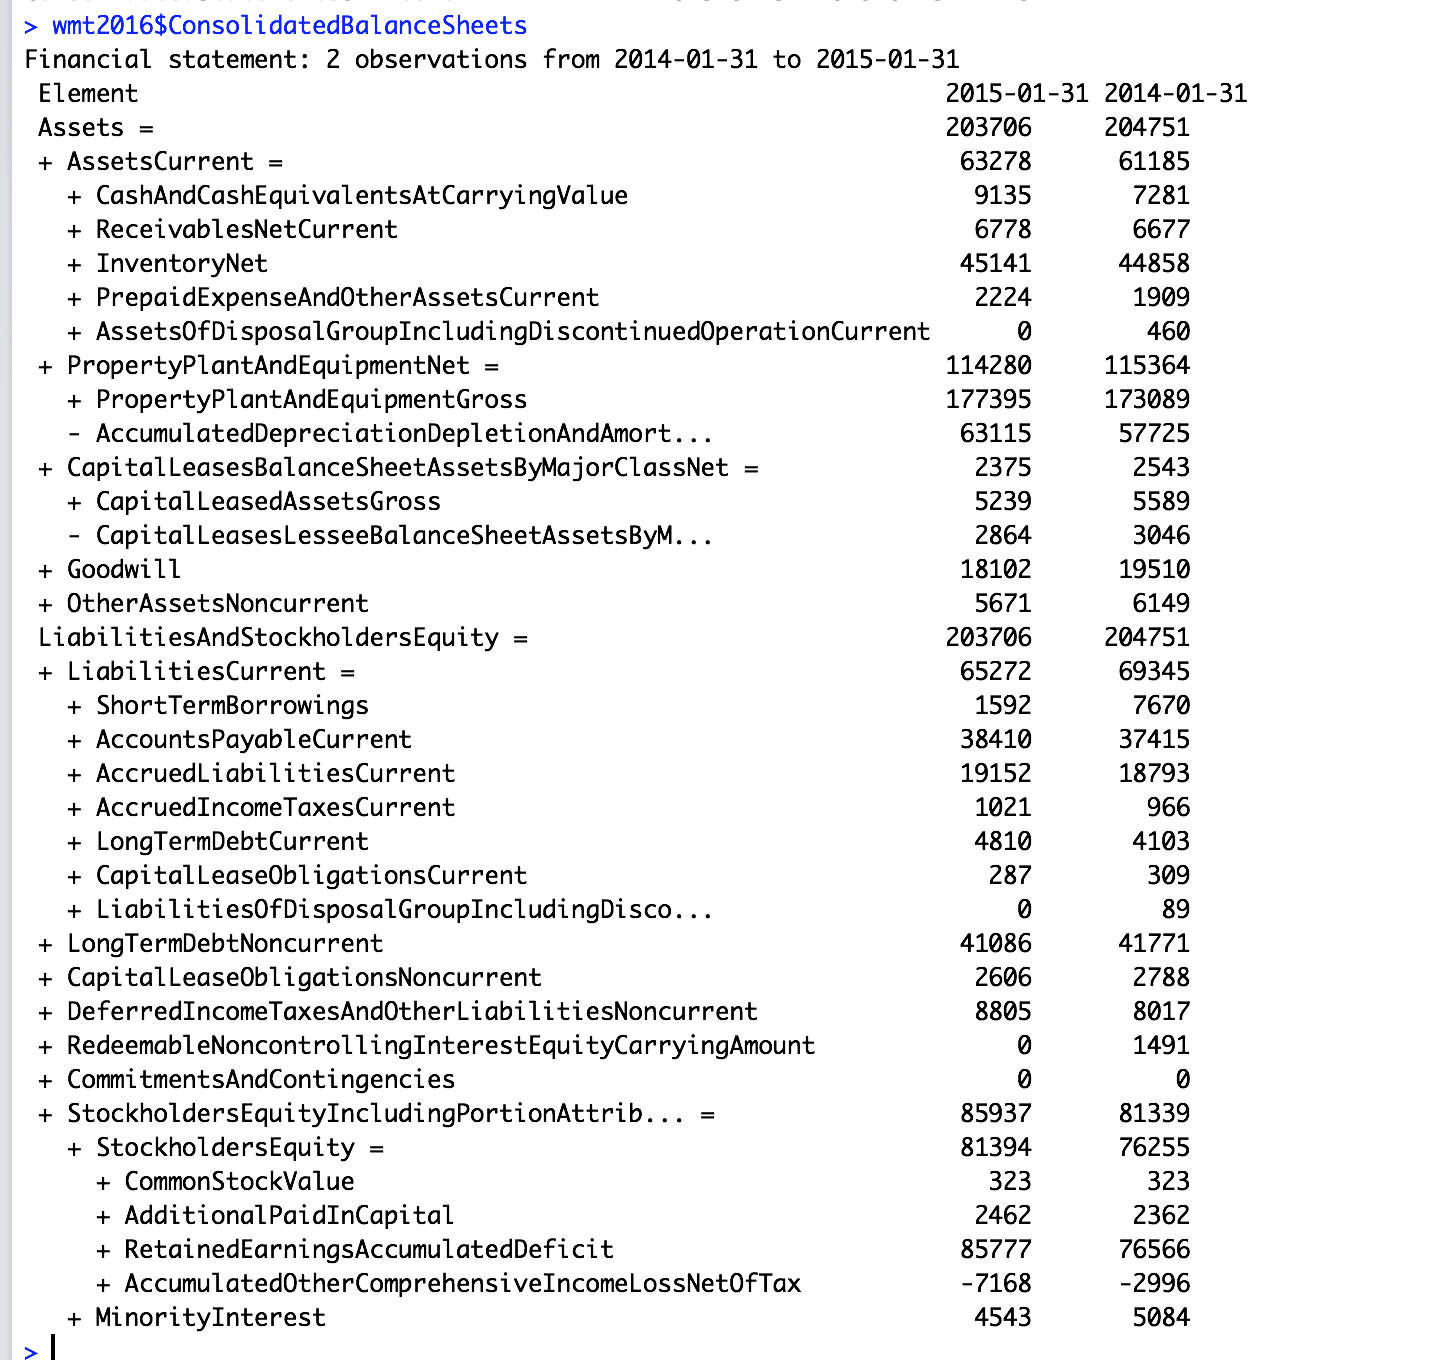 > wmt2016$ConsolidatedBalanceSheets
Financial statement: 2 observations from 2014-01-31 to 2015-01-31
Element 2015-01-31 2014-01-31
Assets = 203706 204751
+ AssetsCurrent = 63278 61185
+ CashAndCashEquivalentsAtCarryingValue 9135 7281
+ ReceivablesNetCurrent 6778 6677
+ InventoryNet 45141 44858
+ PrepaidExpenseAndOtherAssetsCurrent 2224 1909
+ AssetsOfDisposalGroupIncludingDiscontinuedOperationCurrent 0 460
+ PropertyPlantAndEquipmentNet = 114280 115364
+ PropertyPlantAndEquipmentGross 177395 173089
- AccumulatedDepreciationDepletionAndAmort... 63115 57725
+ CapitalLeasesBalanceSheetAssetsByMajorClassNet = 2375 2543
+ CapitalLeasedAssetsGross 5239 5589
- CapitalLeasesLesseeBalanceSheetAssetsByM... 2864 3046
+ Goodwill 18102 19510
+ OtherAssetsNoncurrent 5671 6149
LiabilitiesAndStockholdersEquity = 203706 204751
+ LiabilitiesCurrent = 65272 69345
+ ShortTermBorrowings 1592 7670
+ AccountsPayableCurrent 38410 37415
+ AccruedLiabilitiesCurrent 19152 18793
+ AccruedIncomeTaxesCurrent 1021 966
+ LongTermDebtCurrent 4810 4103
+ CapitalLeaseObligationsCurrent 287 309
+ LiabilitiesOfDisposalGroupIncludingDisco... 0 89
+ LongTermDebtNoncurrent 41086 41771
+ CapitalLeaseObligationsNoncurrent 2606 2788
+ DeferredIncomeTaxesAndOtherLiabilitiesNoncurrent 8805 8017
+ RedeemableNoncontrollingInterestEquityCarryingAmount 0 1491
+ CommitmentsAndContingencies 0 0
+ StockholdersEquityIncludingPortionAttrib... = 85937 81339
+ StockholdersEquity = 81394 76255
+ CommonStockValue 323 323
+ AdditionalPaidInCapital 2462 2362
+ RetainedEarningsAccumulatedDeficit 85777 76566
+ AccumulatedOtherComprehensiveIncomeLossNetOfTax -7168 -2996
+ MinorityInterest 4543 5084
>